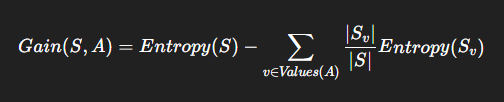 Gain(S, A) = Entropy(S) − ∑_{v∈Values(A)} |S_v|/|S| Entropy(S_v)